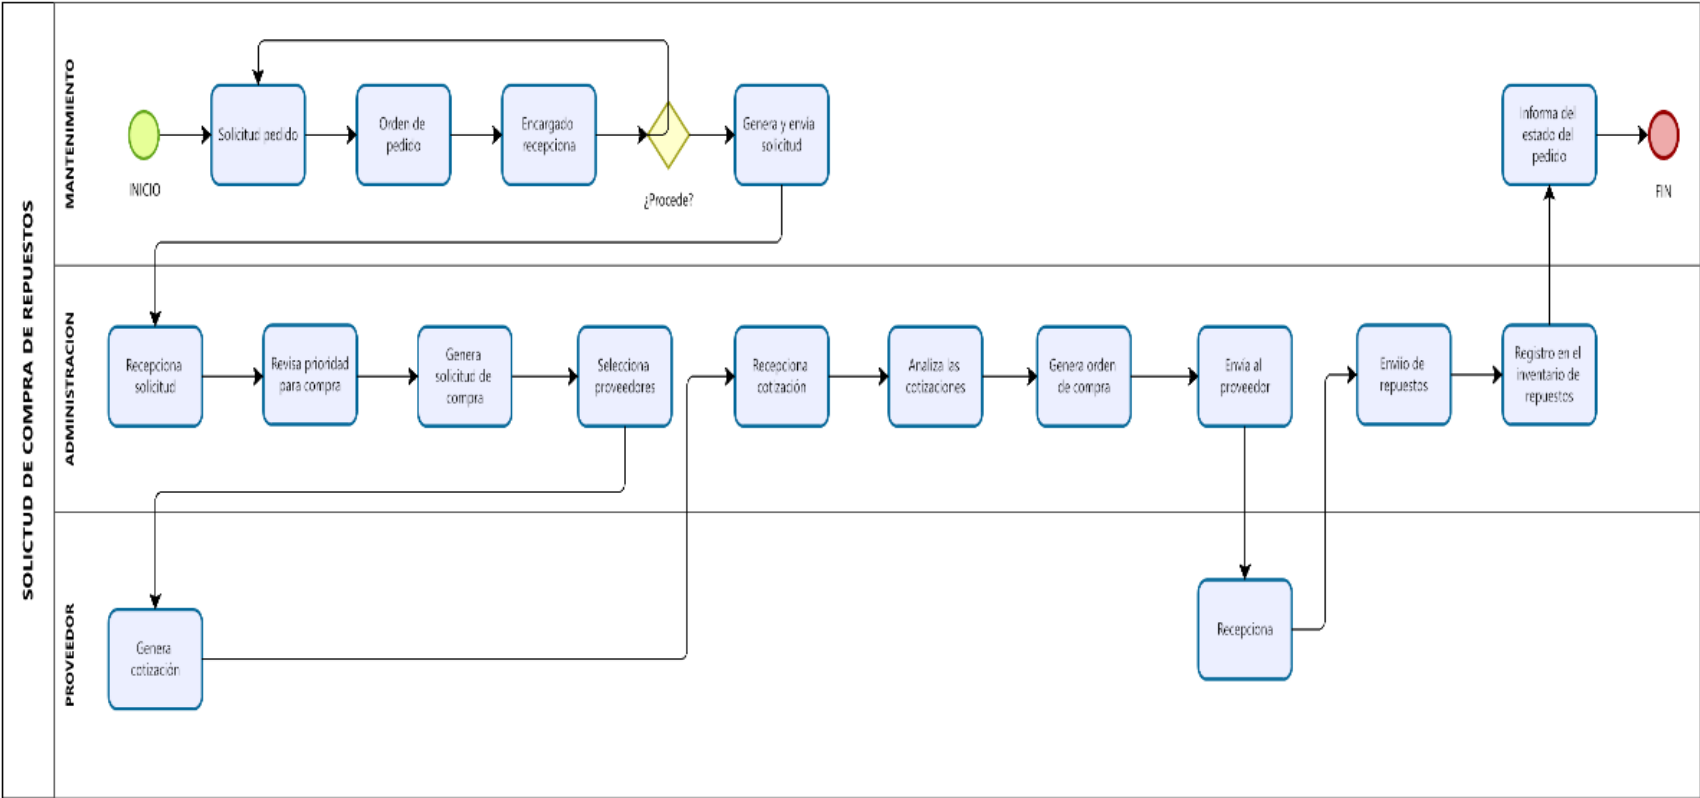 SOLICTUD DE COMPRA DE REPUESTOS
MANTENIMIENTO
INICIO
Solicitud pedido
Orden de
pedido
Encargado
recepciona
¿Procede?
Genera y envia
solicitud
Informa del
estado del
pedido
FIN
ADMINISTRACION
Recepciona
solicitud
Revisa prioridad
para compra
Genera
solicitud de
compra
Selecciona
proveedores
Recepciona
cotización
Analiza las
cotizaciones
Genera orden
de compra
Envia al
proveedor
Enviio de
repuestos
Registro en el
inventario de
repuestos
PROVEEDOR
Genera
cotización
Recepciona